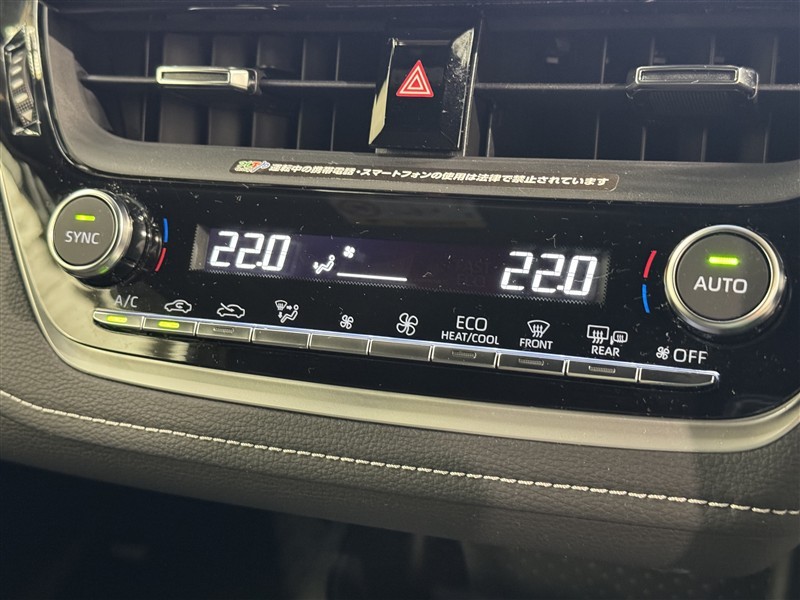 運転中の携帯電話・スマートフォンの使用は法律で禁止されています
SYNC
22.0
22.0
AUTO
A/C
ECO
HEAT/COOL
FRONT
REAR
OFF